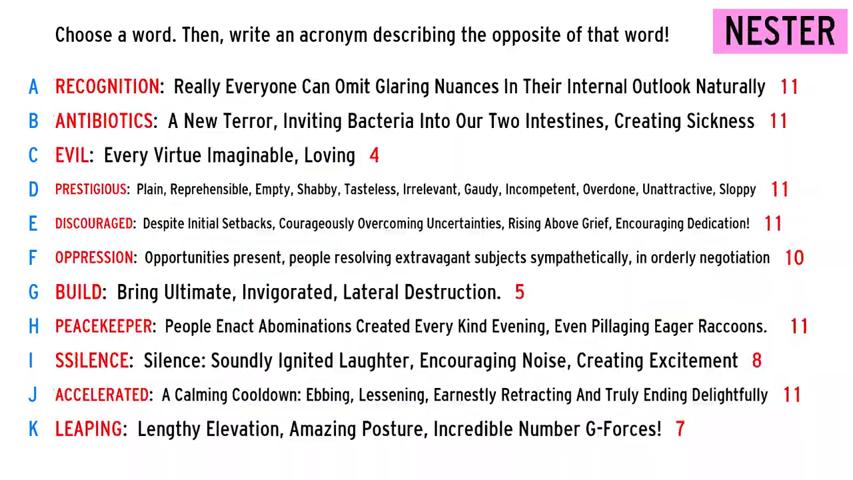 Choose a word. Then, write an acronym describing the opposite of that word!
NESTER
A RECOGNITION: Really Everyone Can Omit Glaring Nuances In Their Internal Outlook Naturally 11
B ANTIBIOTICS: A New Terror, Inviting Bacteria Into Our Two Intestines, Creating Sickness 11
C EVIL: Every Virtue Imaginable, Loving 4
D PRESTIGIOUS: Plain, Reprehensible, Empty, Shabby, Tasteless, Irrelevant, Gaudy, Incompetent, Overdone, Unattractive, Sloppy 11
E DISCOURAGED: Despite Initial Setbacks, Courageously Overcoming Uncertainties, Rising Above Grief, Encouraging Dedication! 11
F OPPRESSION: Opportunities present, people resolving extravagant subjects sympathetically, in orderly negotiation 10
G BUILD: Bring Ultimate, Invigorated, Lateral Destruction. 5
H PEACEKEEPER: People Enact Abominations Created Every Kind Evening, Even Pillaging Eager Raccoons. 11
I SSILENCE: Silence: Soundly Ignited Laughter, Encouraging Noise, Creating Excitement 8
J ACCELERATED: A Calming Cooldown: Ebbing, Lessening, Earnestly Retracting And Truly Ending Delightfully 11
K LEAPING: Lengthy Elevation, Amazing Posture, Incredible Number G-Forces! 7